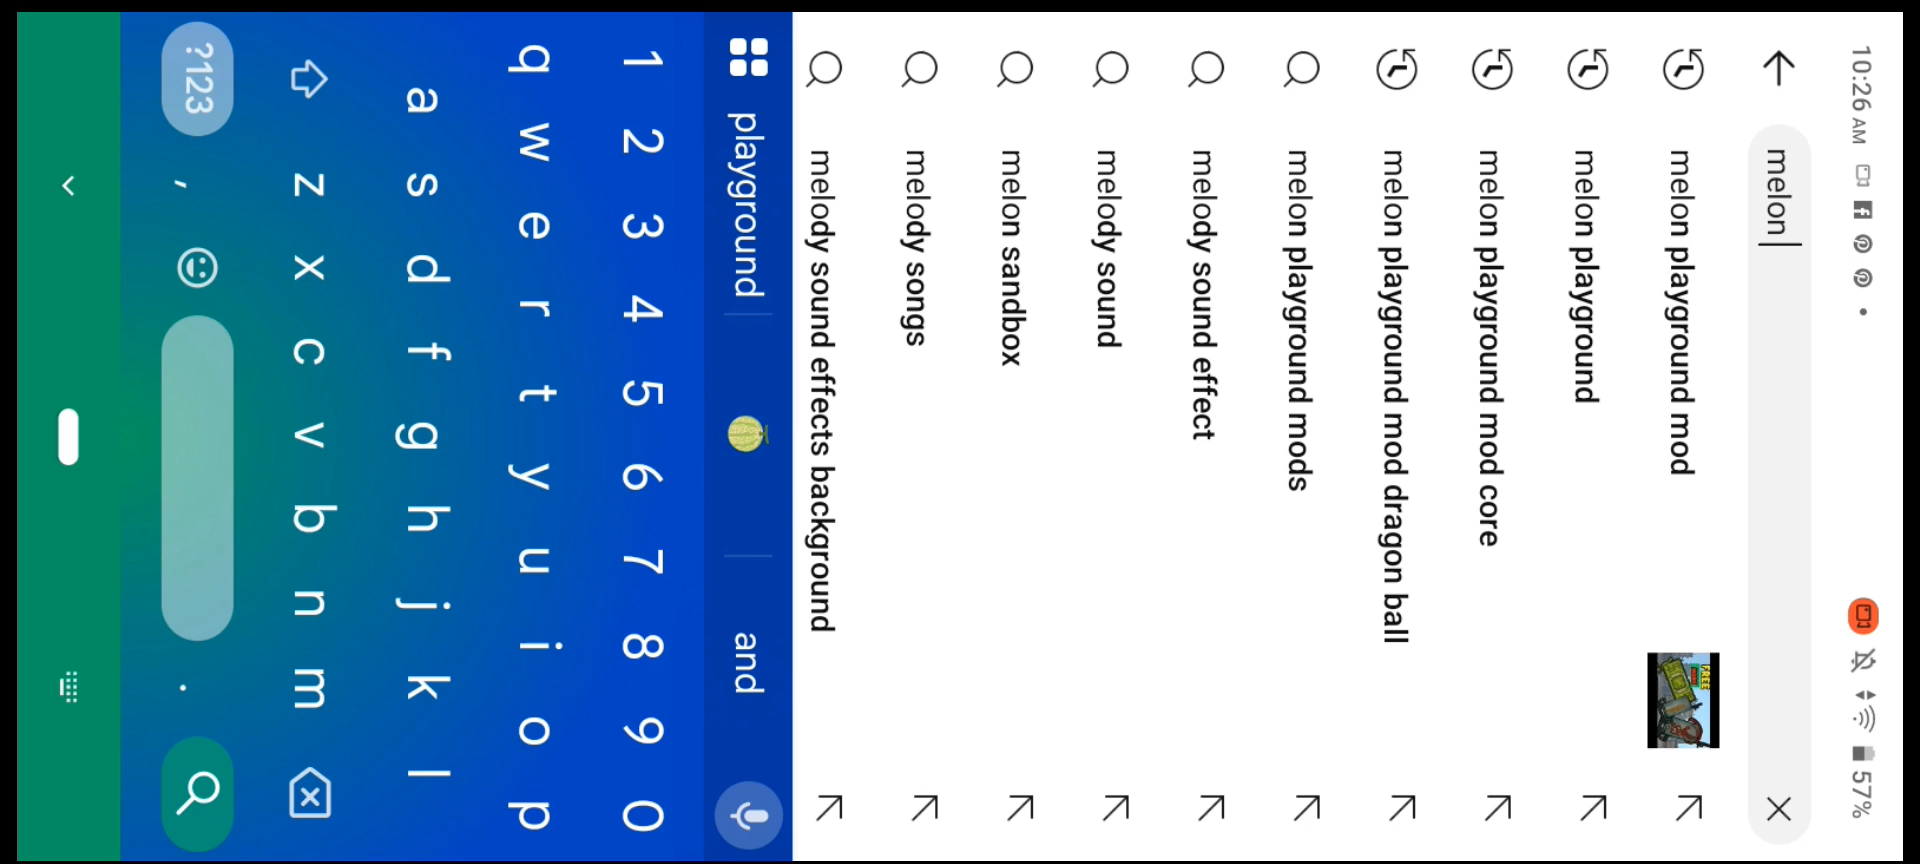 10:26 AM 57%
melon
melon playground mod
melon playground
melon playground mod core
melon playground mod dragon ball
melon playground mods
melody sound effect
melody sound
melon sandbox
melody songs
melody sound effects background
playground and
1 2 3 4 5 6 7 8 9 0
q w e r t y u i o p
a s d f g h j k l
z x c v b n m
?123 , .